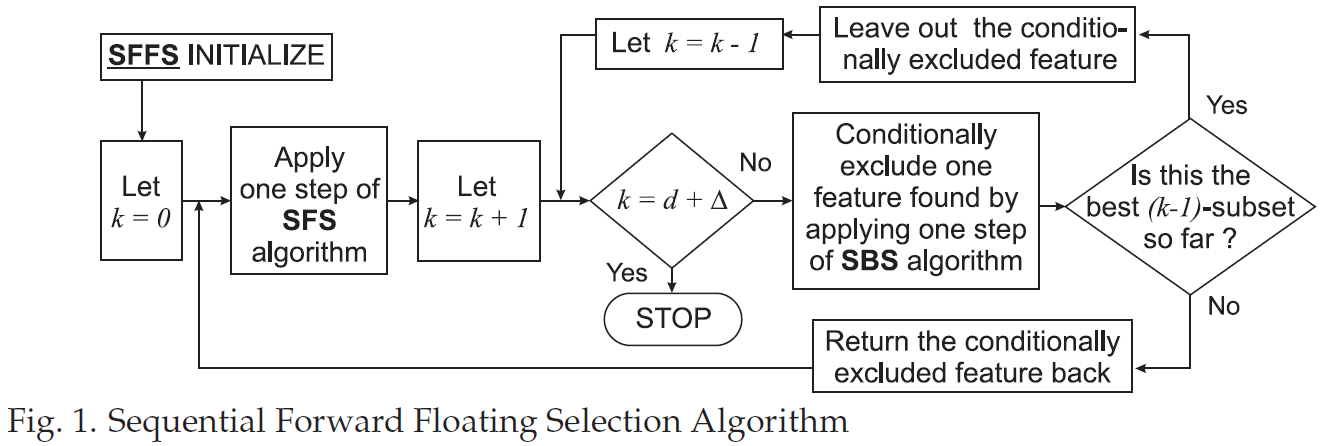 SFFS INITIALIZE
Let
k = 0
Apply
one step of
SFS
algorithm
Let
k = k + 1
k = d + Δ
No
Yes
STOP
Conditionally
exclude one
feature found by
applying one step
of SBS algorithm
Is this the
best (k-1)-subset
so far ?
Yes
Leave out the conditio-
nally excluded feature
Let k = k - 1
No
Return the conditionally
excluded feature back
Fig. 1. Sequential Forward Floating Selection Algorithm